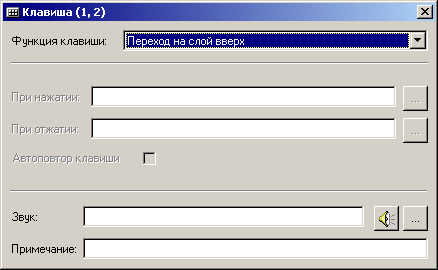 Клавиша (1, 2)
Функция клавиши: Переход на слой вверх
При нажатии: ...
При отжатии: ...
Автоповтор клавиши
Звук: ...
Примечание: